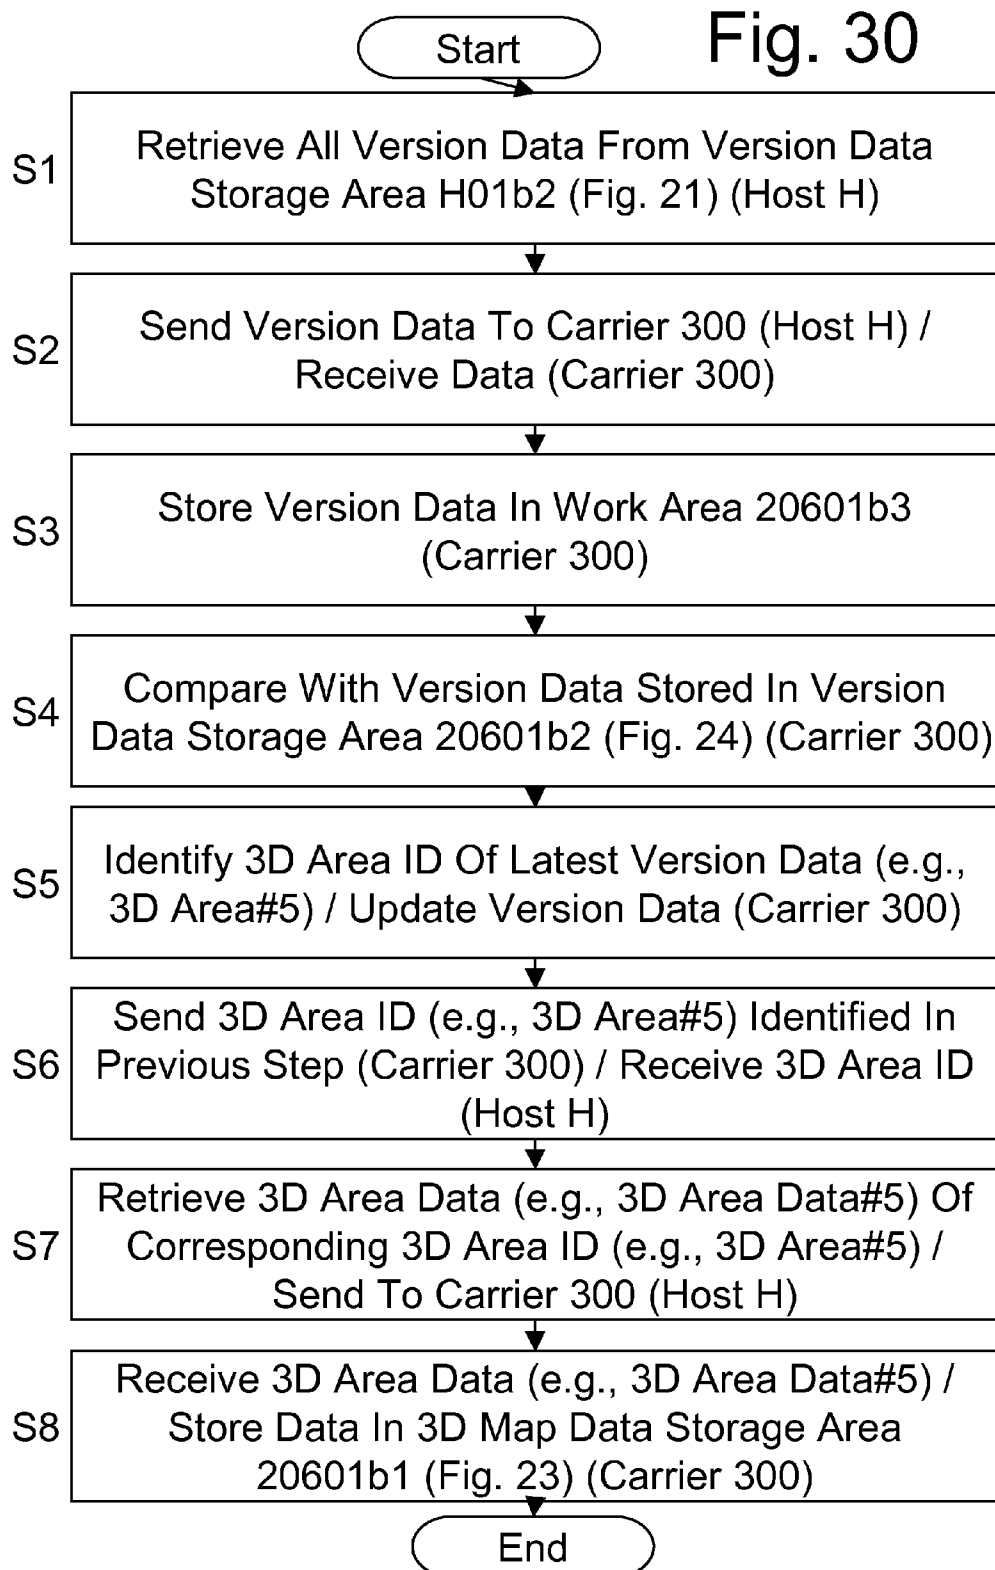 Fig. 30
Start
S1
Retrieve All Version Data From Version Data
Storage Area H01b2 (Fig. 21) (Host H)
S2
Send Version Data To Carrier 300 (Host H) /
Receive Data (Carrier 300)
S3
Store Version Data In Work Area 20601b3
(Carrier 300)
S4
Compare With Version Data Stored In Version
Data Storage Area 20601b2 (Fig. 24) (Carrier 300)
S5
Identify 3D Area ID Of Latest Version Data (e.g.,
3D Area#5) / Update Version Data (Carrier 300)
S6
Send 3D Area ID (e.g., 3D Area#5) Identified In
Previous Step (Carrier 300) / Receive 3D Area ID
(Host H)
S7
Retrieve 3D Area Data (e.g., 3D Area Data#5) Of
Corresponding 3D Area ID (e.g., 3D Area#5) /
Send To Carrier 300 (Host H)
S8
Receive 3D Area Data (e.g., 3D Area Data#5) /
Store Data In 3D Map Data Storage Area
20601b1 (Fig. 23) (Carrier 300)
End